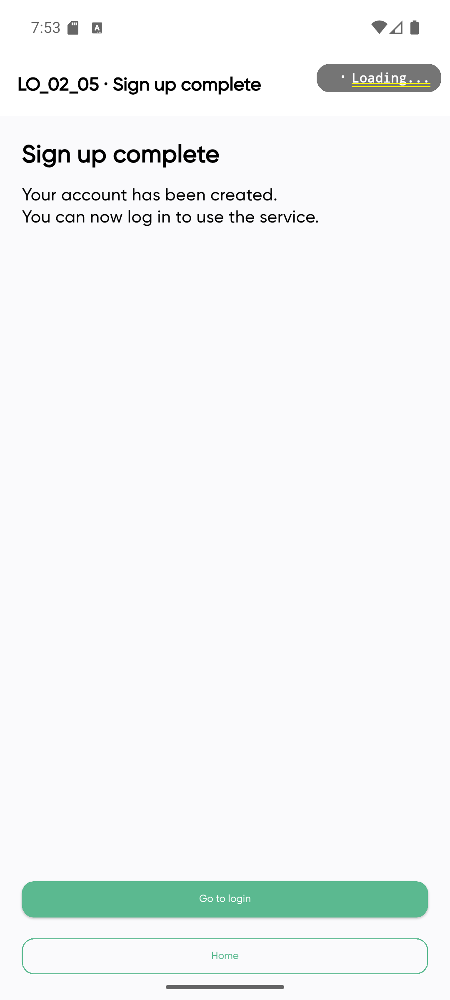 7:53
LO_02_05 · Sign up complete
· Loading...
Sign up complete
Your account has been created.
You can now log in to use the service.
Go to login
Home